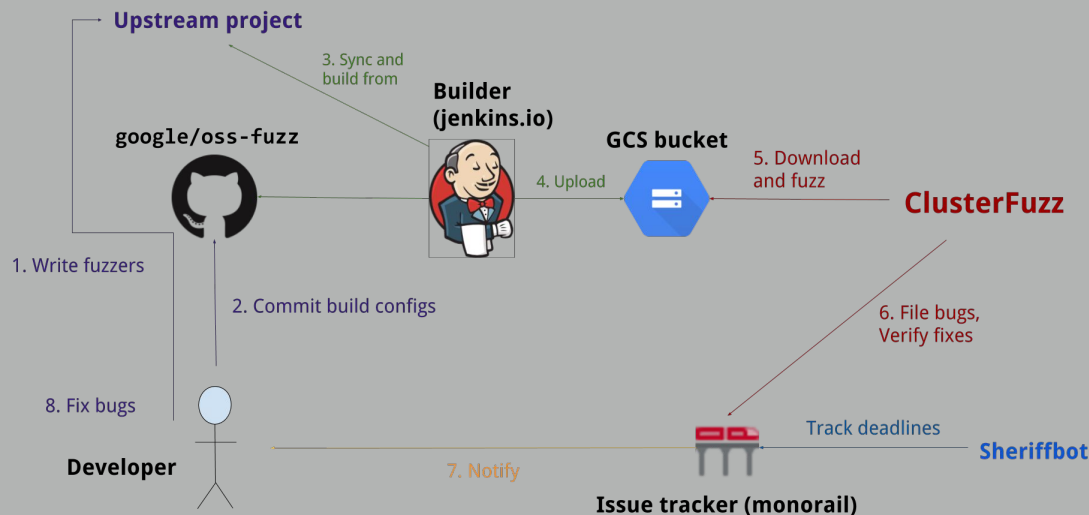 Upstream project
3. Sync and
build from
Builder
(jenkins.io)
google/oss-fuzz
GCS bucket
5. Download
and fuzz
4. Upload
ClusterFuzz
1. Write fuzzers
2. Commit build configs
6. File bugs,
Verify fixes
8. Fix bugs
Track deadlines
Sheriffbot
Developer
7. Notify
Issue tracker (monorail)